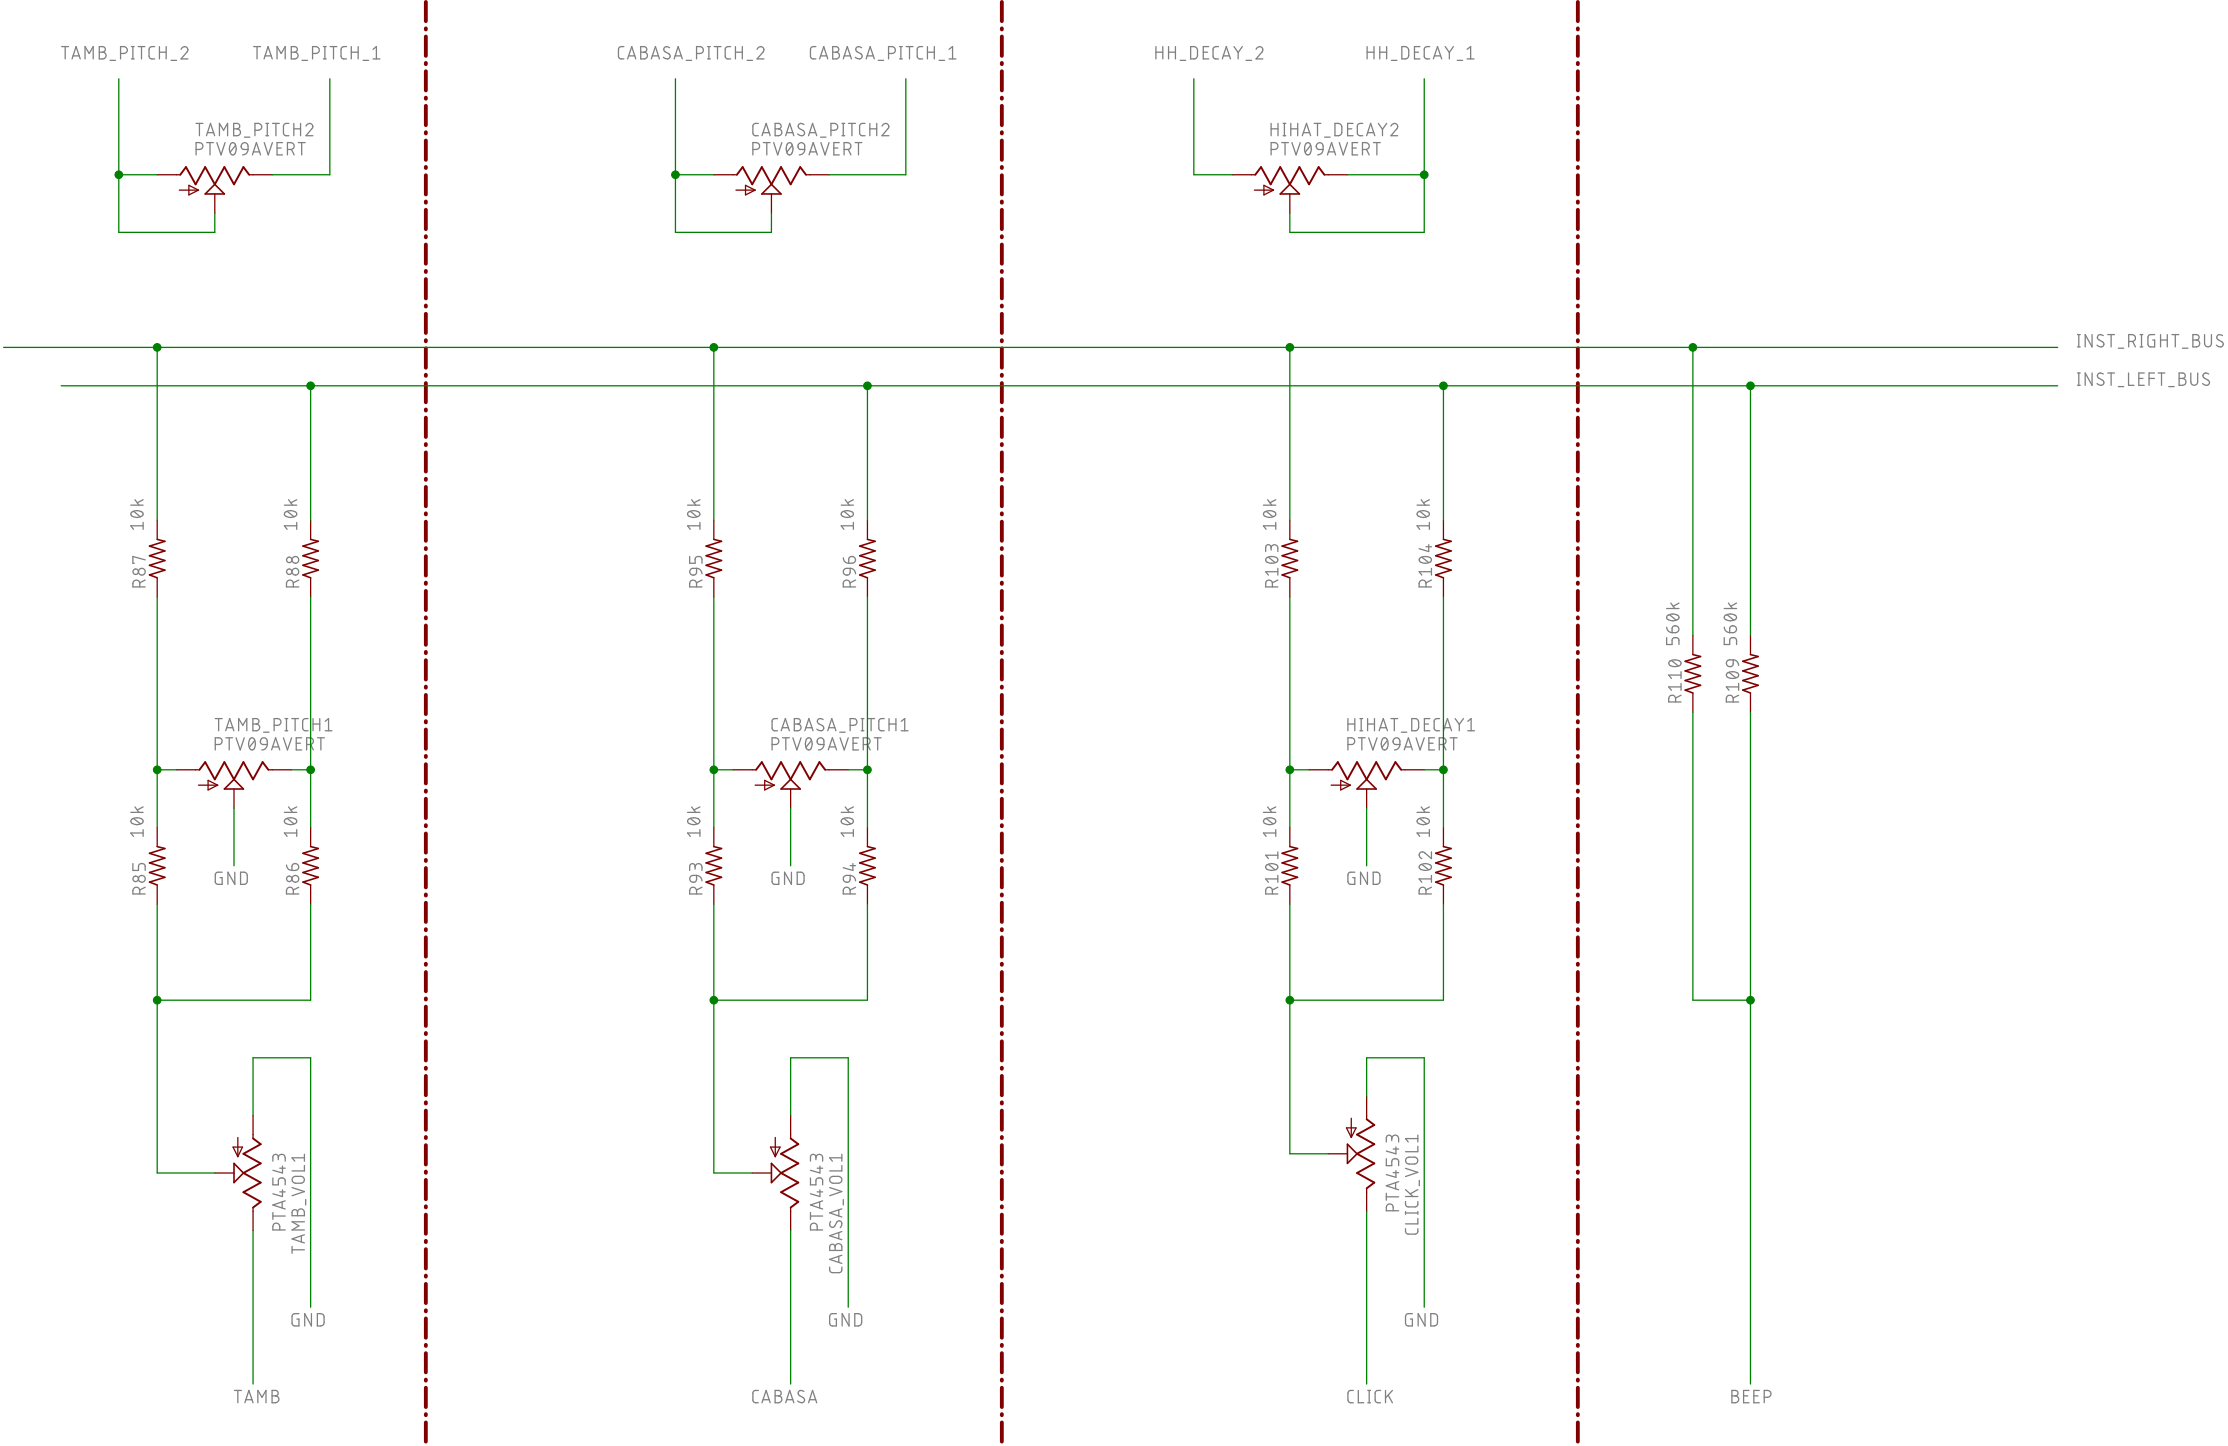 TAMB_PITCH_2
TAMB_PITCH_1
CABASA_PITCH_2
CABASA_PITCH_1
HH_DECAY_2
HH_DECAY_1
TAMB_PITCH2
PTV09AVERT
CABASA_PITCH2
PTV09AVERT
HIHAT_DECAY2
PTV09AVERT
INST_RIGHT_BUS
INST_LEFT_BUS
R87 10k
R88 10k
R95 10k
R96 10k
R103 10k
R104 10k
R110 560k
R109 560k
TAMB_PITCH1
PTV09AVERT
CABASA_PITCH1
PTV09AVERT
HIHAT_DECAY1
PTV09AVERT
R85 10k
GND
R86 10k
R93 10k
GND
R94 10k
R101 10k
GND
R102 10k
PTA4543
TAMB_VOL1
PTA4543
CABASA_VOL1
PTA4543
CLICK_VOL1
GND
GND
GND
TAMB
CABASA
CLICK
BEEP